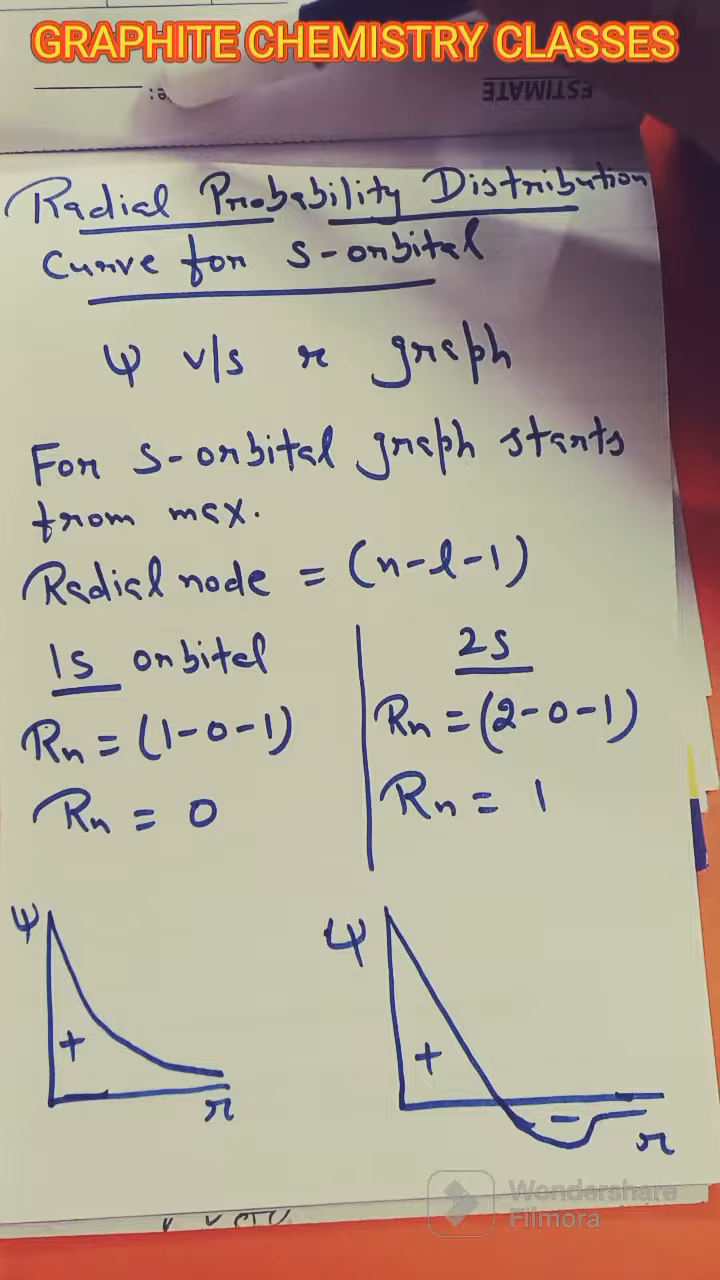 GRAPHITE CHEMISTRY CLASSES
ESTIMATE
Radial Probability Distribution
Curve for s-orbital
ψ v/s r graph
For s-orbital graph starts
from max.
Radial node = (n-l-1)
1s orbital
Rn = (1-0-1)
Rn = 0
2s
Rn = (2-0-1)
Rn = 1
ψ
+
r
ψ
+
-
r
Wondershare
Filmora